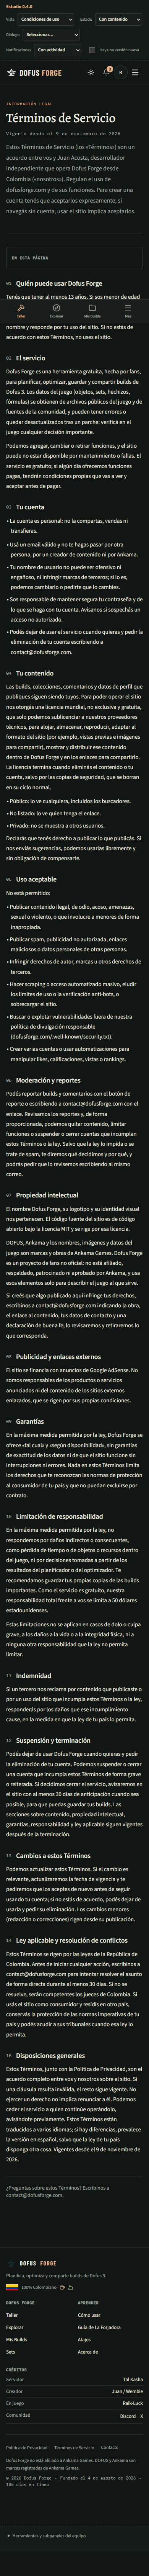 Estudio 0.4.0
Vista Condiciones de uso Estado Con contenido
Diálogo Seleccionar...
Notificaciones Con actividad Hay una versión nueva
DOFUS FORGE
INFORMACIÓN LEGAL
Términos de Servicio
Vigente desde el 9 de noviembre de 2026
Estos Términos de Servicio (los «Términos») son un
acuerdo entre vos y Juan Acosta, desarrollador
independiente que opera Dofus Forge desde
Colombia («nosotros»). Regulan el uso de
dofusforge.com y de sus funciones. Para crear una
cuenta tenés que aceptarlos expresamente; si
navegás sin cuenta, usar el sitio implica aceptarlos.
EN ESTA PÁGINA
01 Quién puede usar Dofus Forge
Tenés que tener al menos 13 años. Si sos menor de edad
Taller Explorar Mis Builds Más
nombre y responde por tu uso del sitio. Si no estás de
acuerdo con estos Términos, no uses el sitio.
02 El servicio
Dofus Forge es una herramienta gratuita, hecha por fans,
para planificar, optimizar, guardar y compartir builds de
Dofus 3. Los datos del juego (objetos, sets, hechizos,
fórmulas) se obtienen de archivos públicos del juego y de
la comunidad, y pueden tener errores o
quedar desactualizados tras un parche: verificá en el
juego cualquier decisión importante.
Podemos agregar, cambiar o retirar funciones, y el sitio
puede no estar disponible por mantenimiento o fallas. El
servicio es gratuito; si algún día ofrecemos funciones
pagas, tendrán condiciones propias que vas a ver y
aceptar antes de pagar.
03 Tu cuenta
• La cuenta es personal: no la compartas, vendas ni
transfieras.
• Usá un email válido y no te hagas pasar por otra
persona, por un creador de contenido ni por Ankama.
• Tu nombre de usuario no puede ser ofensivo ni
engañoso, ni infringir marcas de terceros; si lo es,
podemos cambiarlo o pedirte que lo cambies.
• Sos responsable de mantener segura tu contraseña y de
lo que se haga con tu cuenta. Avisanos si sospechás un
acceso no autorizado.
• Podés dejar de usar el servicio cuando quieras y pedir la
eliminación de tu cuenta escribiendo a
contact@dofusforge.com.
04 Tu contenido
Las builds, colecciones, comentarios y datos de perfil que
publiques siguen siendo tuyos. Para poder operar el sitio
nos otorgás una licencia mundial, no exclusiva y gratuita,
que solo podemos sublicenciar a nuestros proveedores
técnicos, para alojar, almacenar, reproducir, adaptar el
formato del sitio (por ejemplo, vistas previas e imágenes
para compartir), mostrar y distribuir ese contenido
dentro de Dofus Forge y en los enlaces para compartirlo.
La licencia termina cuando eliminás el contenido o tu
cuenta, salvo por las copias de seguridad, que se borran
en su ciclo normal.
• Público: lo ve cualquiera, incluidos los buscadores.
• No listado: lo ve quien tenga el enlace.
• Privado: no se muestra a otros usuarios.
Declarás que tenés derecho a publicar lo que publicás. Si
nos enviás sugerencias, podemos usarlas libremente y
sin obligación de compensarte.
05 Uso aceptable
No está permitido:
• Publicar contenido ilegal, de odio, acoso, amenazas,
sexual o violento, o que involucre a menores de forma
inapropiada.
• Publicar spam, publicidad no autorizada, enlaces
maliciosos o datos personales de otras personas.
• Infringir derechos de autor, marcas u otros derechos de
terceros.
• Hacer scraping o acceso automatizado masivo, eludir
los límites de uso o la verificación anti-bots, o
sobrecargar el sitio.
• Buscar o explotar vulnerabilidades fuera de nuestra
política de divulgación responsable
(dofusforge.com/.well-known/security.txt).
• Crear varias cuentas o usar automatizaciones para
manipular likes, calificaciones, vistas o rankings.
06 Moderación y reportes
Podés reportar builds y comentarios con el botón de
reporte o escribiendo a contact@dofusforge.com con el
enlace. Revisamos los reportes y, de forma
proporcionada, podemos quitar contenido, limitar
funciones y suspender o cerrar cuentas que incumplan
estos Términos o la ley. Salvo que la ley lo impida o se
trate de spam, te diremos qué decidimos y por qué, y
podrás pedir que lo revisemos escribiendo al mismo
correo.
07 Propiedad intelectual
El nombre Dofus Forge, su logotipo y su identidad visual
nos pertenecen. El código fuente del sitio es de código
abierto bajo la licencia MIT y se rige por esa licencia.
DOFUS, Ankama y los nombres, imágenes y datos del
juego son marcas y obras de Ankama Games. Dofus Forge
es un proyecto de fans no oficial: no está afiliado,
respaldado, patrocinado ni aprobado por Ankama, y usa
esos elementos solo para describir el juego al que sirve.
Si creés que algo publicado aquí infringe tus derechos,
escribinos a contact@dofusforge.com indicando la obra,
el enlace al contenido, tus datos de contacto y una
declaración de buena fe; lo revisaremos y retiraremos lo
que corresponda.
08 Publicidad y enlaces externos
El sitio se financia con anuncios de Google AdSense. No
somos responsables de los productos o servicios
anunciados ni del contenido de los sitios externos
enlazados, que se rigen por sus propias condiciones.
09 Garantías
En la máxima medida permitida por la ley, Dofus Forge se
ofrece «tal cual» y «según disponibilidad», sin garantías
de exactitud de los datos ni de que el sitio funcione sin
interrupciones ni errores. Nada en estos Términos limita
los derechos que te reconozcan las normas de protección
al consumidor de tu país y que no se puedan excluir por
contrato.
10 Limitación de responsabilidad
En la máxima medida permitida por la ley, no
respondemos por daños indirectos o consecuentes,
como pérdida de tiempo o de objetos o recursos dentro
del juego, ni por decisiones tomadas a partir de los
resultados del planificador o del optimizador. Te
recomendamos guardar tus propias copias de las builds
importantes. Como el servicio es gratuito, nuestra
responsabilidad total frente a vos se limita a 50 dólares
estadounidenses.
Estas limitaciones no se aplican en casos de dolo o culpa
grave, a los daños a la vida o a la integridad física, ni a
ninguna otra responsabilidad que la ley no permita
limitar.
11 Indemnidad
Si un tercero nos reclama por contenido que publicaste o
por un uso del sitio que incumpla estos Términos o la ley,
responderás por los daños que ese incumplimiento
cause, en la medida en que la ley de tu país lo permita.
12 Suspensión y terminación
Podés dejar de usar Dofus Forge cuando quieras y pedir
la eliminación de tu cuenta. Podemos suspender o cerrar
una cuenta que incumpla estos Términos de forma grave
o reiterada. Si decidimos cerrar el servicio, avisaremos en
el sitio con al menos 30 días de anticipación cuando sea
posible, para que puedas guardar tus builds. Las
secciones sobre contenido, propiedad intelectual,
garantías, responsabilidad y ley aplicable siguen vigentes
después de la terminación.
13 Cambios a estos Términos
Podemos actualizar estos Términos. Si el cambio es
relevante, actualizaremos la fecha de vigencia y te
pediremos aceptarlos de nuevo antes de seguir usando
usando tu cuenta; si no estás de acuerdo, podés dejar de
usarla y pedir su eliminación. Los cambios menores
(redacción o correcciones) rigen desde su publicación.
14 Ley aplicable y resolución de conflictos
Estos Términos se rigen por las leyes de la República de
Colombia. Antes de iniciar cualquier acción, escribinos a
contact@dofusforge.com para intentar resolver el asunto
de forma directa durante al menos 30 días. Si no se
resuelve, serán competentes los jueces de Colombia. Si
usás el sitio como consumidor y residís en otro país,
conservás la protección de las normas imperativas de tu
país y podés acudir a sus tribunales cuando esa ley lo
permita.
15 Disposiciones generales
Estos Términos, junto con la Política de Privacidad, son el
acuerdo completo entre vos y nosotros sobre el sitio. Si
una cláusula resulta inválida, el resto sigue vigente. No
ejercer un derecho no implica renunciar a él. Podemos
ceder el servicio a quien continúe operándolo,
avisándote previamente. Estos Términos están
traducidos a varios idiomas; si hay diferencias, prevalece
la versión en español, salvo que la ley de tu país
disponga otra cosa. Vigentes desde el 9 de noviembre de
2026.
¿Preguntas sobre estos Términos? Escribinos a
contact@dofusforge.com.
DOFUS FORGE
Planifica, optimiza y comparte builds de Dofus 3.
100% Colombiano
DOFUS FORGE APRENDER
Taller Cómo usar
Explorar Guía de La Forjadora
Mis Builds Atajos
Sets Acerca de
CRÉDITOS
Servidor Tal Kasha
Creador Juan / Wembie
En juego Raik-Luck
Comunidad Discord X
Política de Privacidad Términos de Servicio Contacto
Dofus Forge no está afiliado a Ankama Games. DOFUS y Ankama son
marcas registradas de Ankama Games.
© 2026 Dofus Forge · Fundado el 4 de agosto de 2026 ·
100 días en línea
Herramientas y subpaneles del equipo